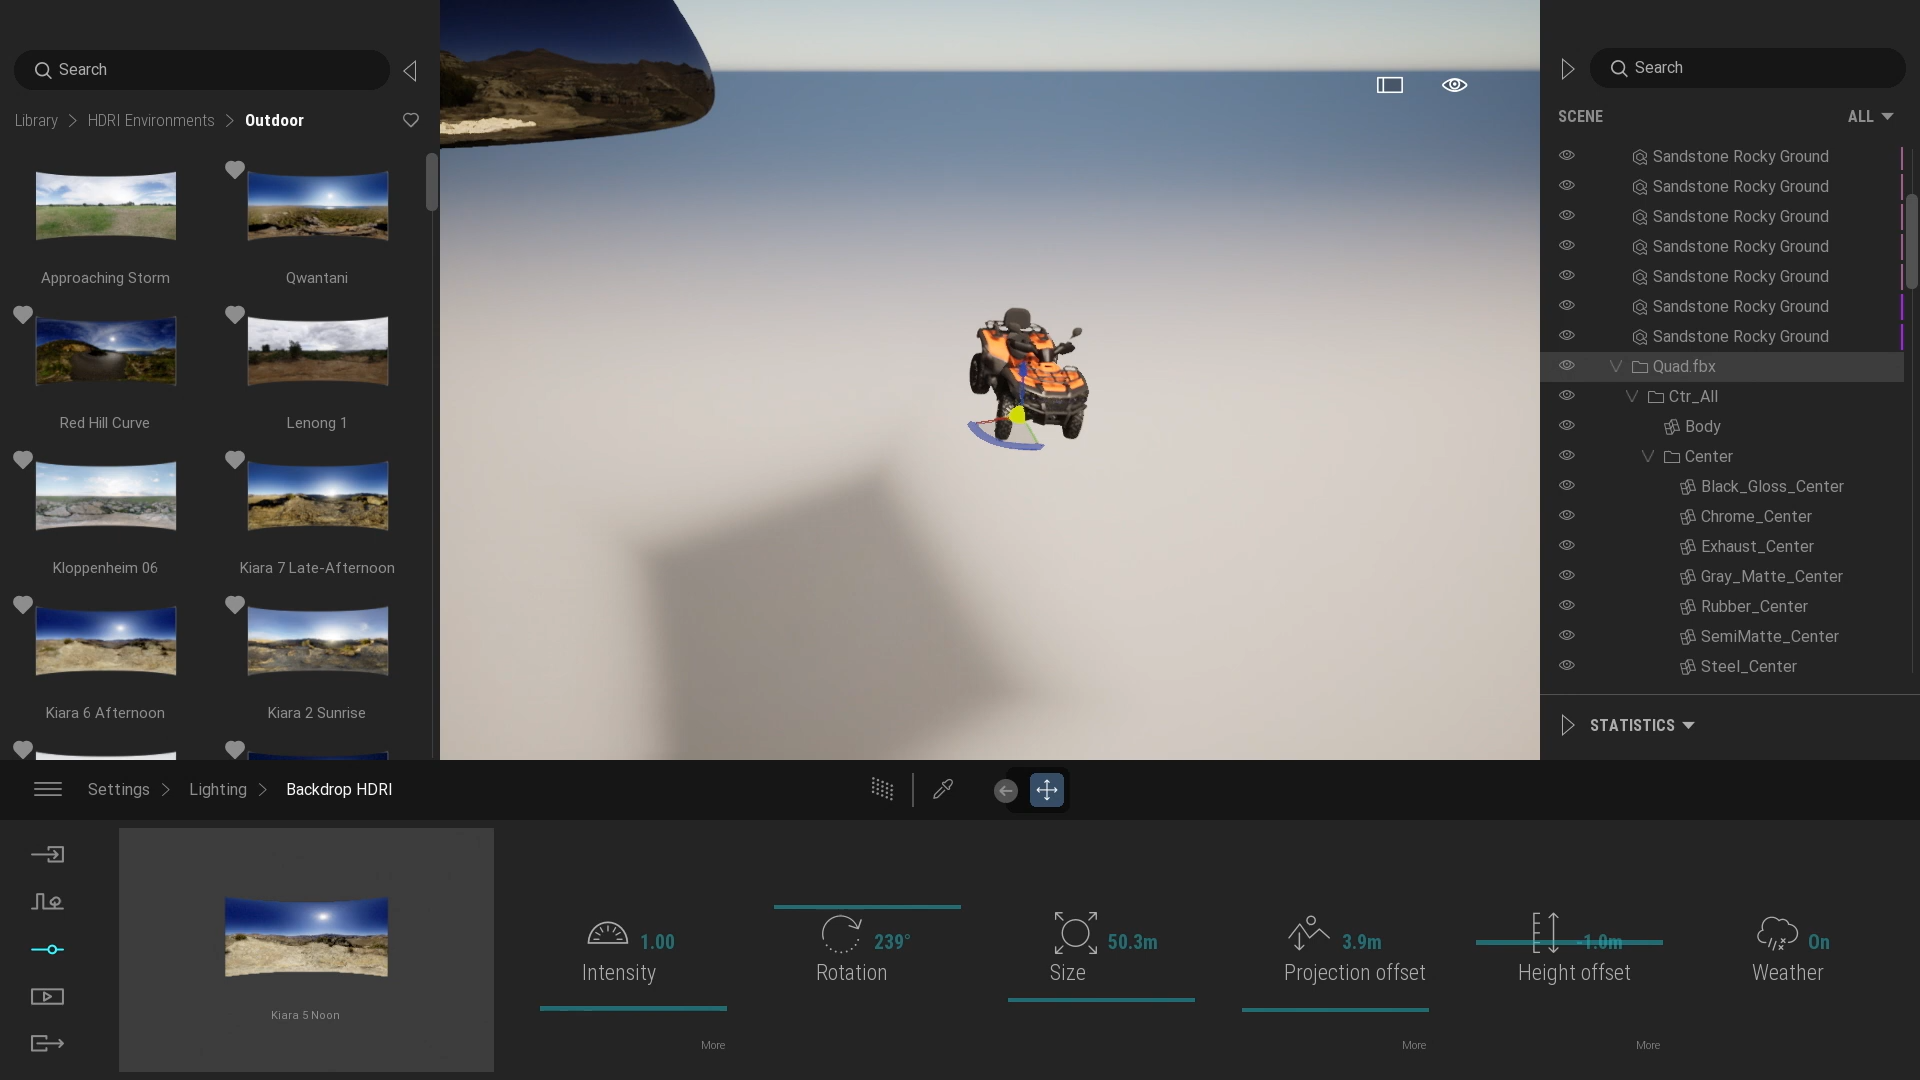 Search
Library
HDRI Environments
Outdoor
Approaching Storm
Qwantani
Red Hill Curve
Lenong 1
Kloppenheim 06
Kiara 7 Late-Afternoon
Kiara 6 Afternoon
Kiara 2 Sunrise
Search
SCENE
ALL
Sandstone Rocky Ground
Sandstone Rocky Ground
Sandstone Rocky Ground
Sandstone Rocky Ground
Sandstone Rocky Ground
Sandstone Rocky Ground
Sandstone Rocky Ground
Quad.fbx
Ctr_All
Body
Center
Black_Gloss_Center
Chrome_Center
Exhaust_Center
Gray_Matte_Center
Rubber_Center
SemiMatte_Center
Steel_Center
STATISTICS
Settings
Lighting
Backdrop HDRI
Kiara 5 Noon
1.00
Intensity
More
239°
Rotation
50.3m
Size
3.9m
Projection offset
More
-1.0m
Height offset
More
On
Weather